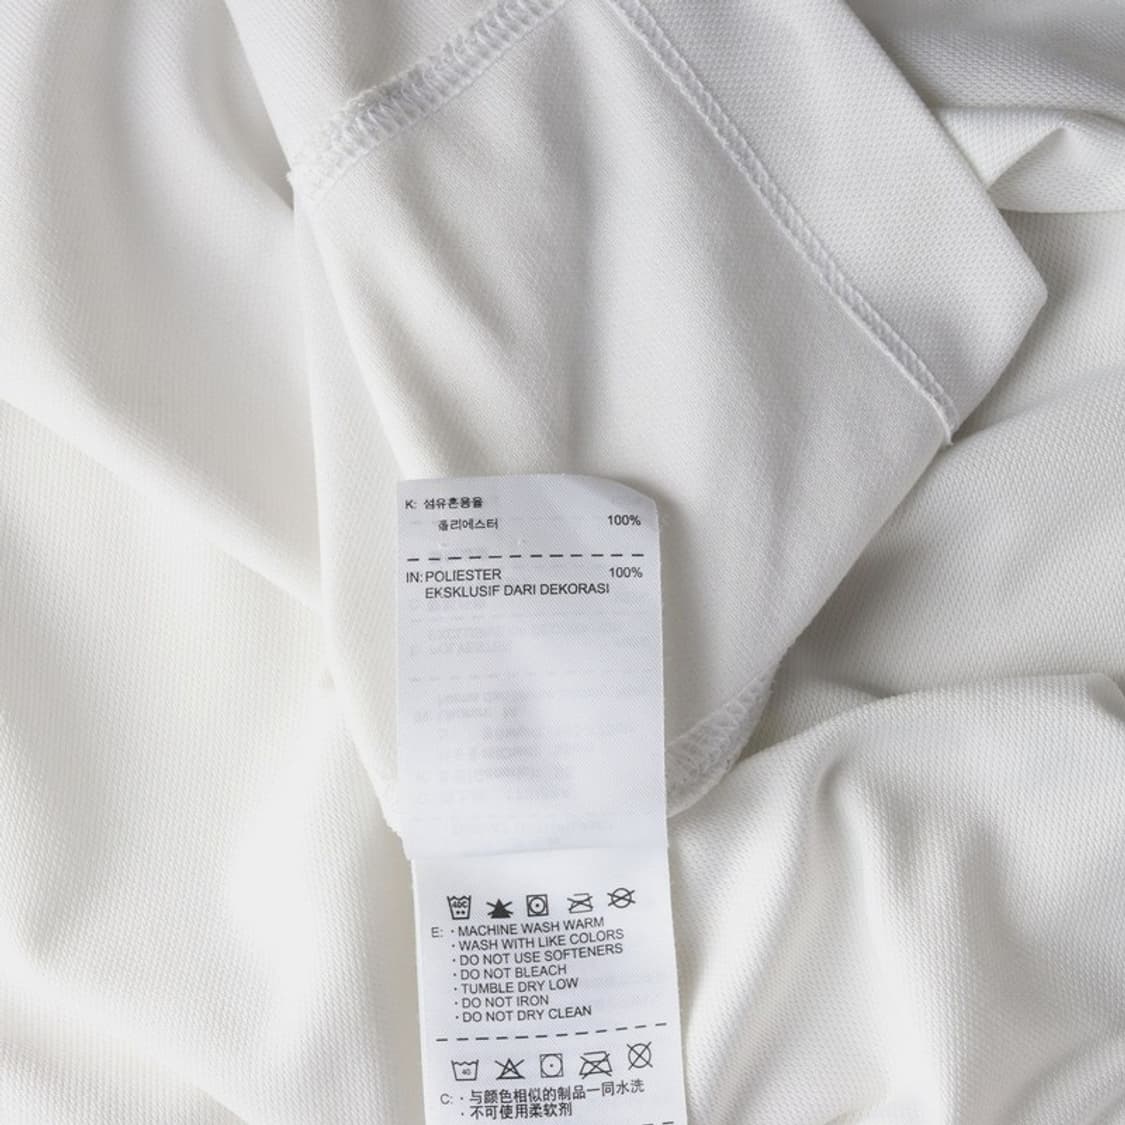 K: 섬유혼용율
폴리에스터 100%
IN: POLIESTER 100%
EKSKLUSIF DARI DEKORASI
40C
E: · MACHINE WASH WARM
· WASH WITH LIKE COLORS
· DO NOT USE SOFTENERS
· DO NOT BLEACH
· TUMBLE DRY LOW
· DO NOT IRON
· DO NOT DRY CLEAN
40
C: · 与颜色相似的制品一同水洗
· 不可使用柔软剂